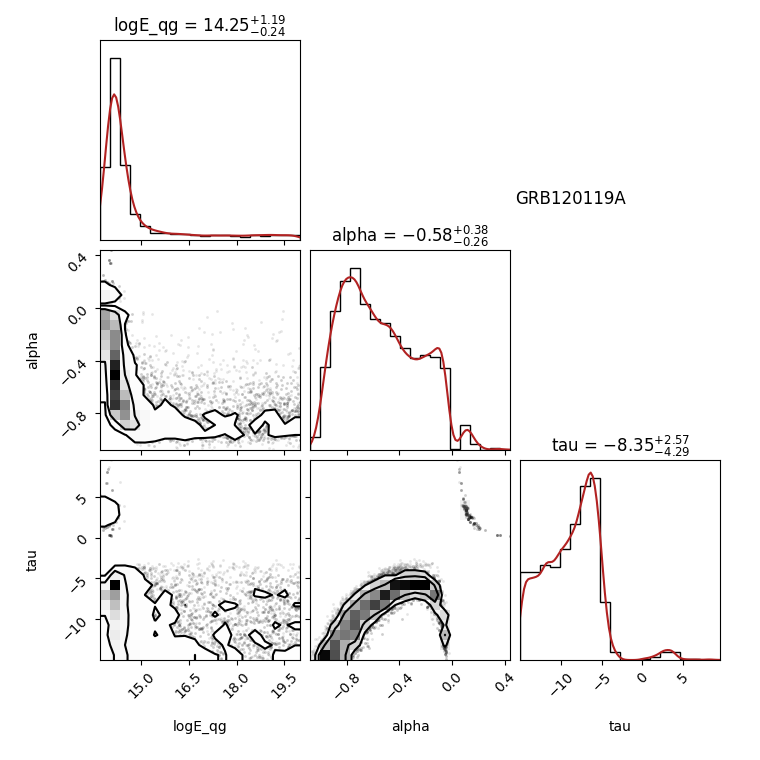 logE_qg = 14.25+1.19−0.24
GRB120119A
alpha = −0.58+0.38−0.26
alpha
0.4
0.0
−0.4
−0.8
tau = −8.35+2.57−4.29
tau
5
0
−5
−10
15.0 16.5 18.0 19.5
−0.8 −0.4 0.0 0.4
−10 −5 0 5
logE_qg alpha tau